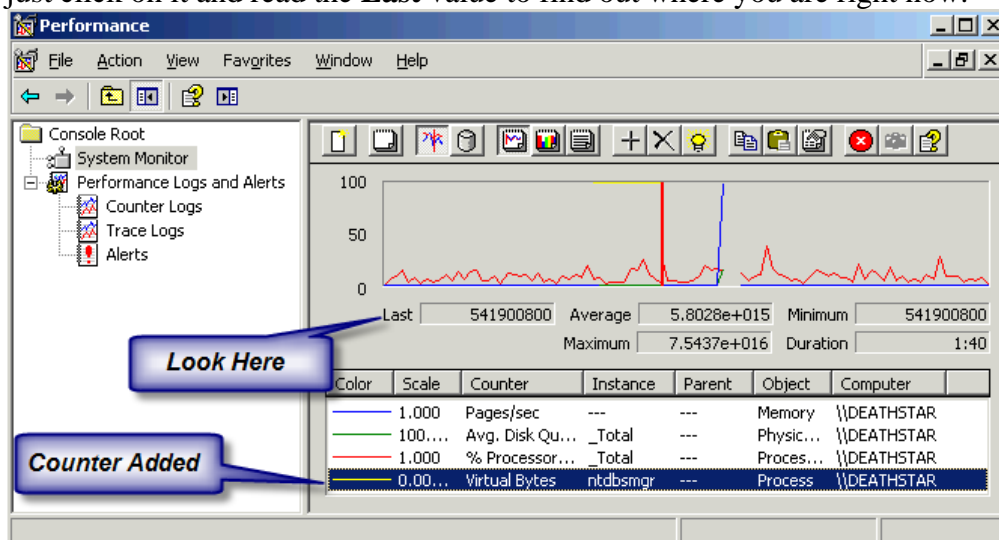 just click on it and read the Last value to find out where you are right now.
Performance
File Action View Favorites Window Help
Console Root
System Monitor
Performance Logs and Alerts
Counter Logs
Trace Logs
Alerts
100
50
0
Last 541900800 Average 5.8028e+015 Minimum 541900800
Maximum 7.5437e+016 Duration 1:40
Look Here
Color Scale Counter Instance Parent Object Computer
1.000 Pages/sec --- --- Memory \\DEATHSTAR
100.... Avg. Disk Qu... _Total --- Physic... \\DEATHSTAR
1.000 % Processor... _Total --- Proces... \\DEATHSTAR
0.00... Virtual Bytes ntdbsmgr --- Process \\DEATHSTAR
Counter Added